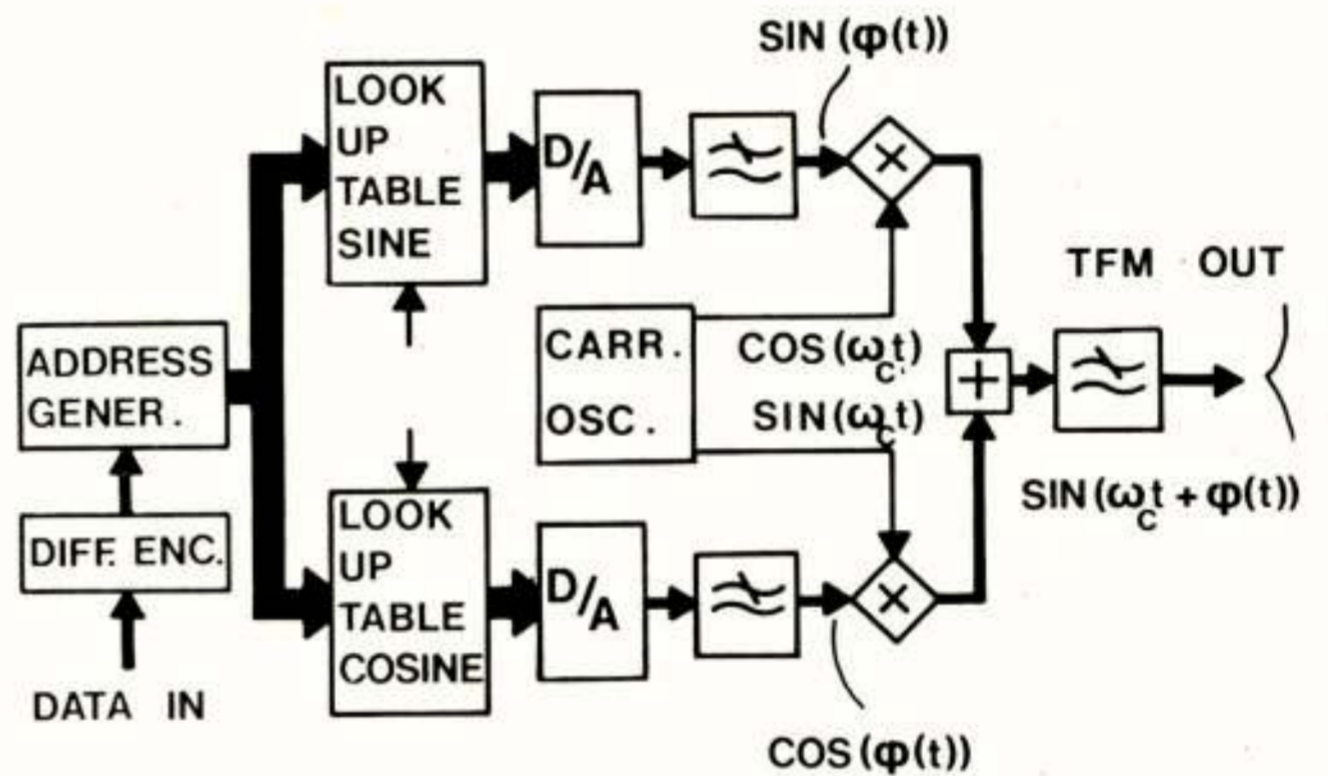 SIN (φ(t))
LOOK
UP
TABLE
SINE
D/A
×
TFM OUT
ADDRESS
GENER.
CARR.
OSC.
COS(ωct)
SIN(ωct)
+
SIN(ωct + φ(t))
DIFF. ENC.
DATA IN
LOOK
UP
TABLE
COSINE
D/A
×
COS(φ(t))